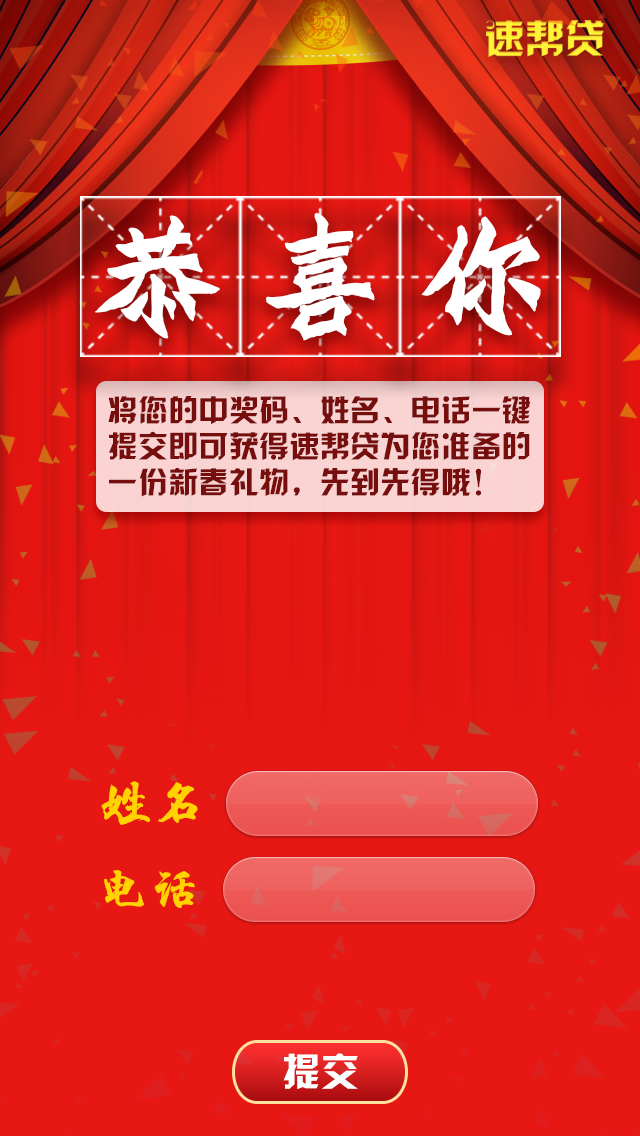 速帮贷
恭喜你
将您的中奖码、姓名、电话一键
提交即可获得速帮贷为您准备的
一份新春礼物，先到先得哦！
姓名
电话
提交